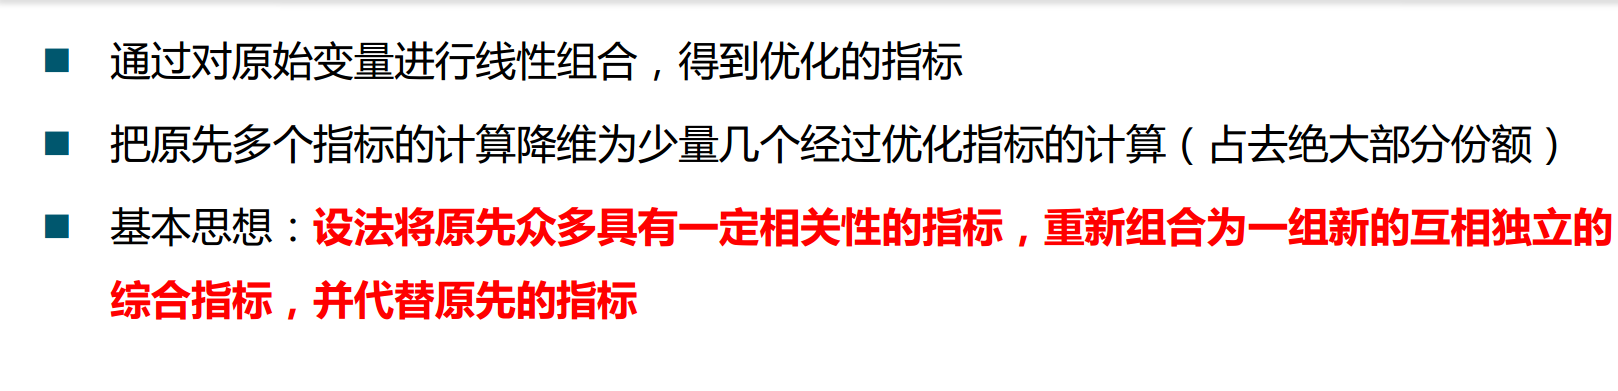 通过对原始变量进行线性组合，得到优化的指标
把原先多个指标的计算降维为少量几个经过优化指标的计算（占去绝大部分份额）
基本思想：设法将原先众多具有一定相关性的指标，重新组合为一组新的互相独立的
综合指标，并代替原先的指标